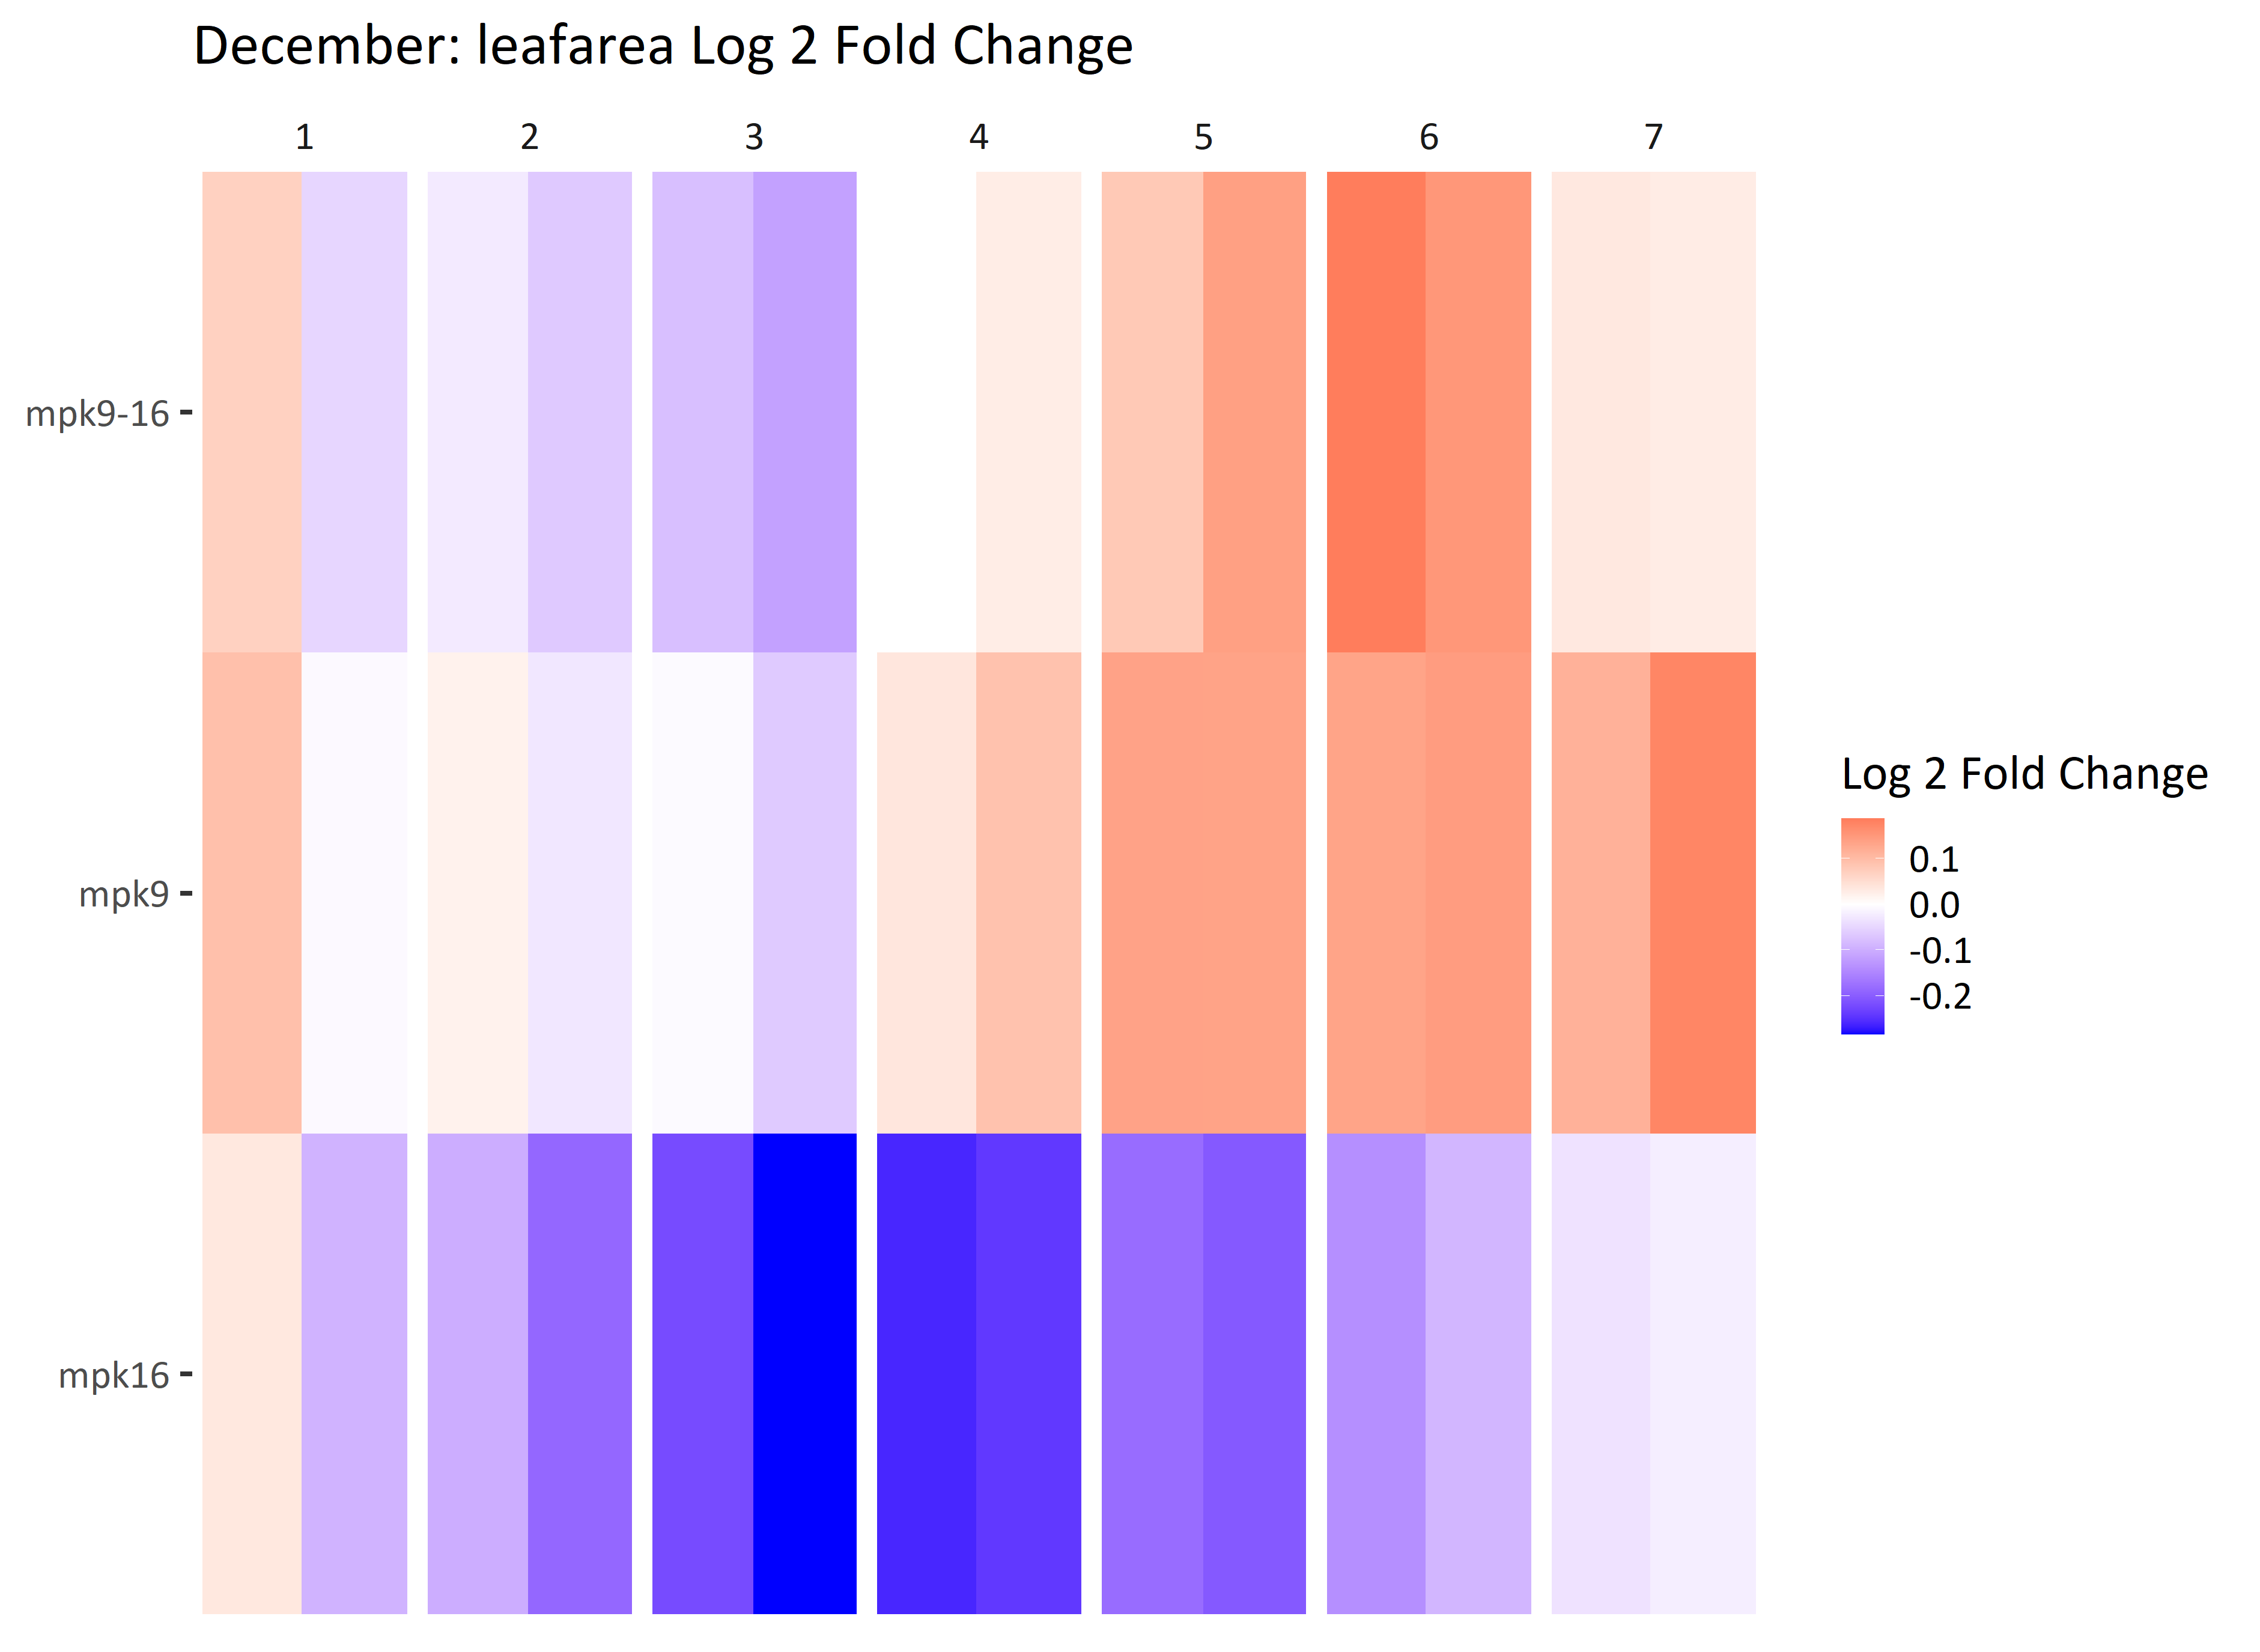 December: leafarea Log 2 Fold Change
1 2 3 4 5 6 7
mpk9-16
mpk9
mpk16
Log 2 Fold Change
0.1
0.0
-0.1
-0.2